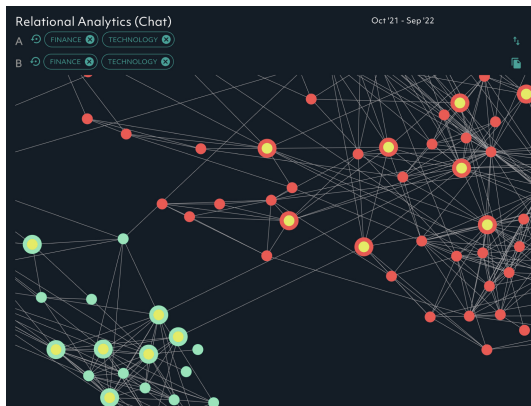 Relational Analytics (Chat)
Oct '21 - Sep '22
A FINANCE TECHNOLOGY
B FINANCE TECHNOLOGY